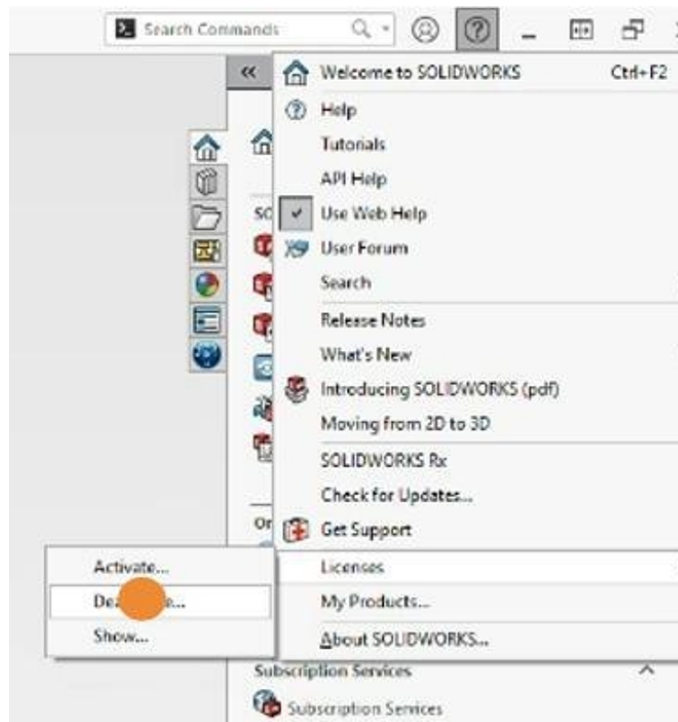 Search Commands
Welcome to SOLIDWORKS Ctrl+F2
Help
Tutorials
API Help
Use Web Help
User Forum
Search
Release Notes
What's New
Introducing SOLIDWORKS (pdf)
Moving from 2D to 3D
SOLIDWORKS Rx
Check for Updates...
Get Support
Licenses
My Products...
About SOLIDWORKS...
Activate...
Show...
Subscription Services
Subscription Services